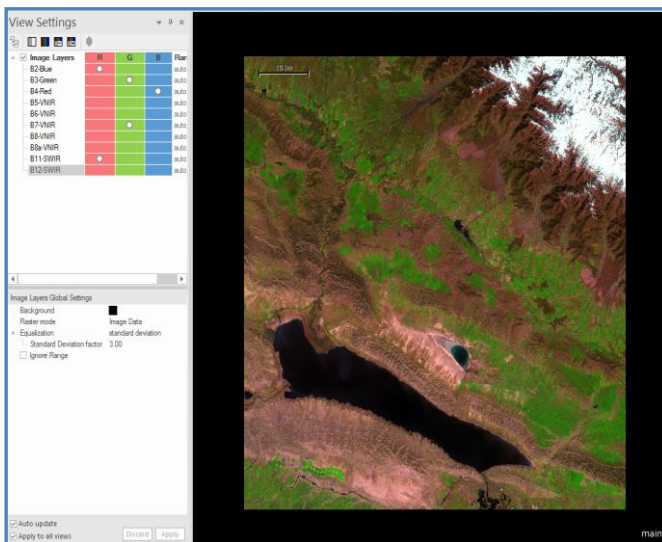 View Settings
Image Layers R G B Ran
B2-Blue auto
B3-Green auto
B4-Red auto
B5-VNIR auto
B6-VNIR auto
B7-VNIR auto
B8-VNIR auto
B8a-VNIR auto
B11-SWIR auto
B12-SWIR auto
Image Layers Global Settings
Background
Raster mode Image Data
Equalization standard deviation
Standard Deviation factor 3.00
Ignore Range
Auto update
Apply to all views Discard Apply
main